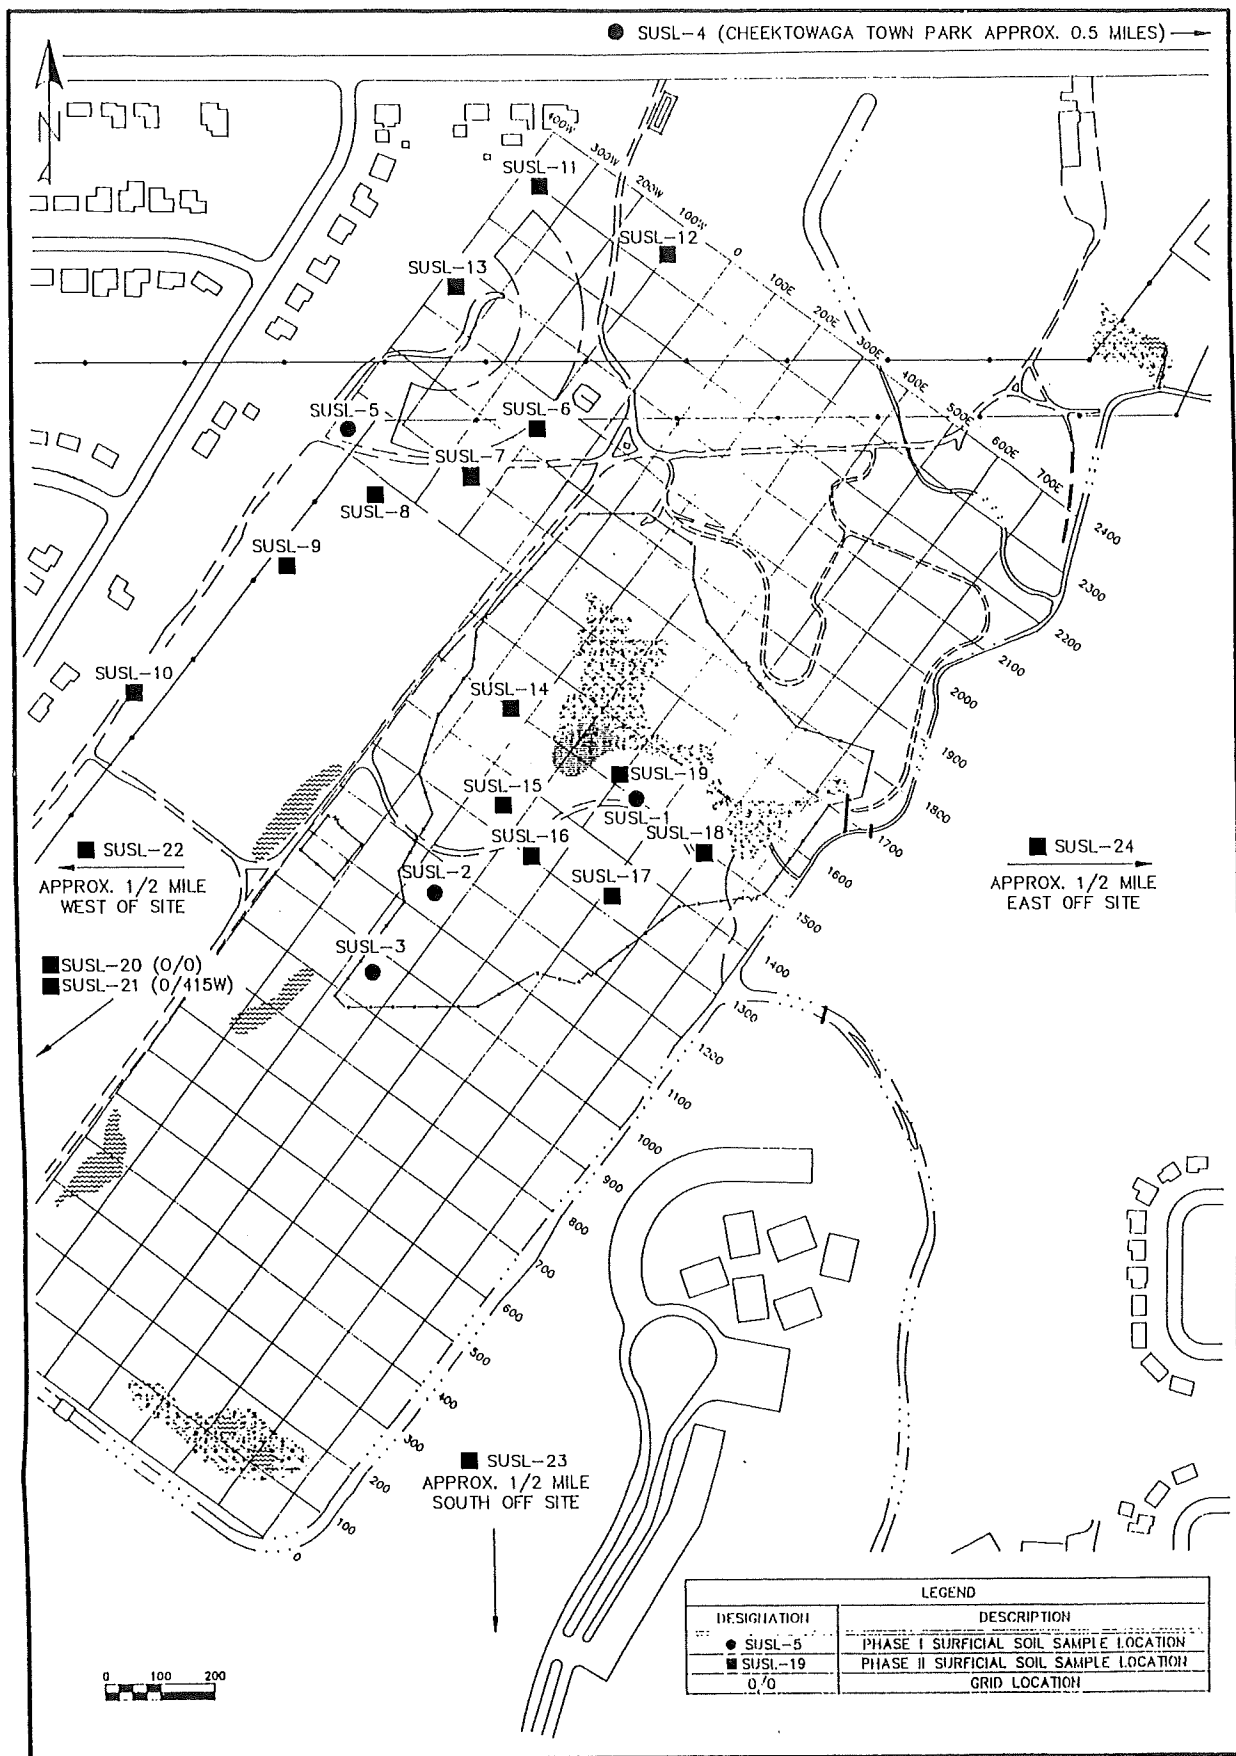 SUSL-4 (CHEEKTOWAGA TOWN PARK APPROX. 0.5 MILES)
N
400W
300W
200W
100W
0
100E
200E
300E
400E
500E
600E
700E
SUSL-11
SUSL-12
SUSL-13
SUSL-5
SUSL-6
SUSL-7
SUSL-8
SUSL-9
SUSL-10
SUSL-14
SUSL-19
SUSL-15
SUSL-1
SUSL-16
SUSL-18
SUSL-2
SUSL-17
SUSL-3
2400
2300
2200
2100
2000
1900
1800
1700
1600
1500
1400
1300
1200
1100
1000
900
800
700
600
500
400
300
200
100
0
SUSL-22
APPROX. 1/2 MILE
WEST OF SITE
SUSL-24
APPROX. 1/2 MILE
EAST OFF SITE
SUSL-20 (0/0)
SUSL-21 (0/415W)
SUSL-23
APPROX. 1/2 MILE
SOUTH OFF SITE
0 100 200
LEGEND
DESIGNATION DESCRIPTION
SUSL-5 PHASE I SURFICIAL SOIL SAMPLE LOCATION
SUSL-19 PHASE II SURFICIAL SOIL SAMPLE LOCATION
0/0 GRID LOCATION